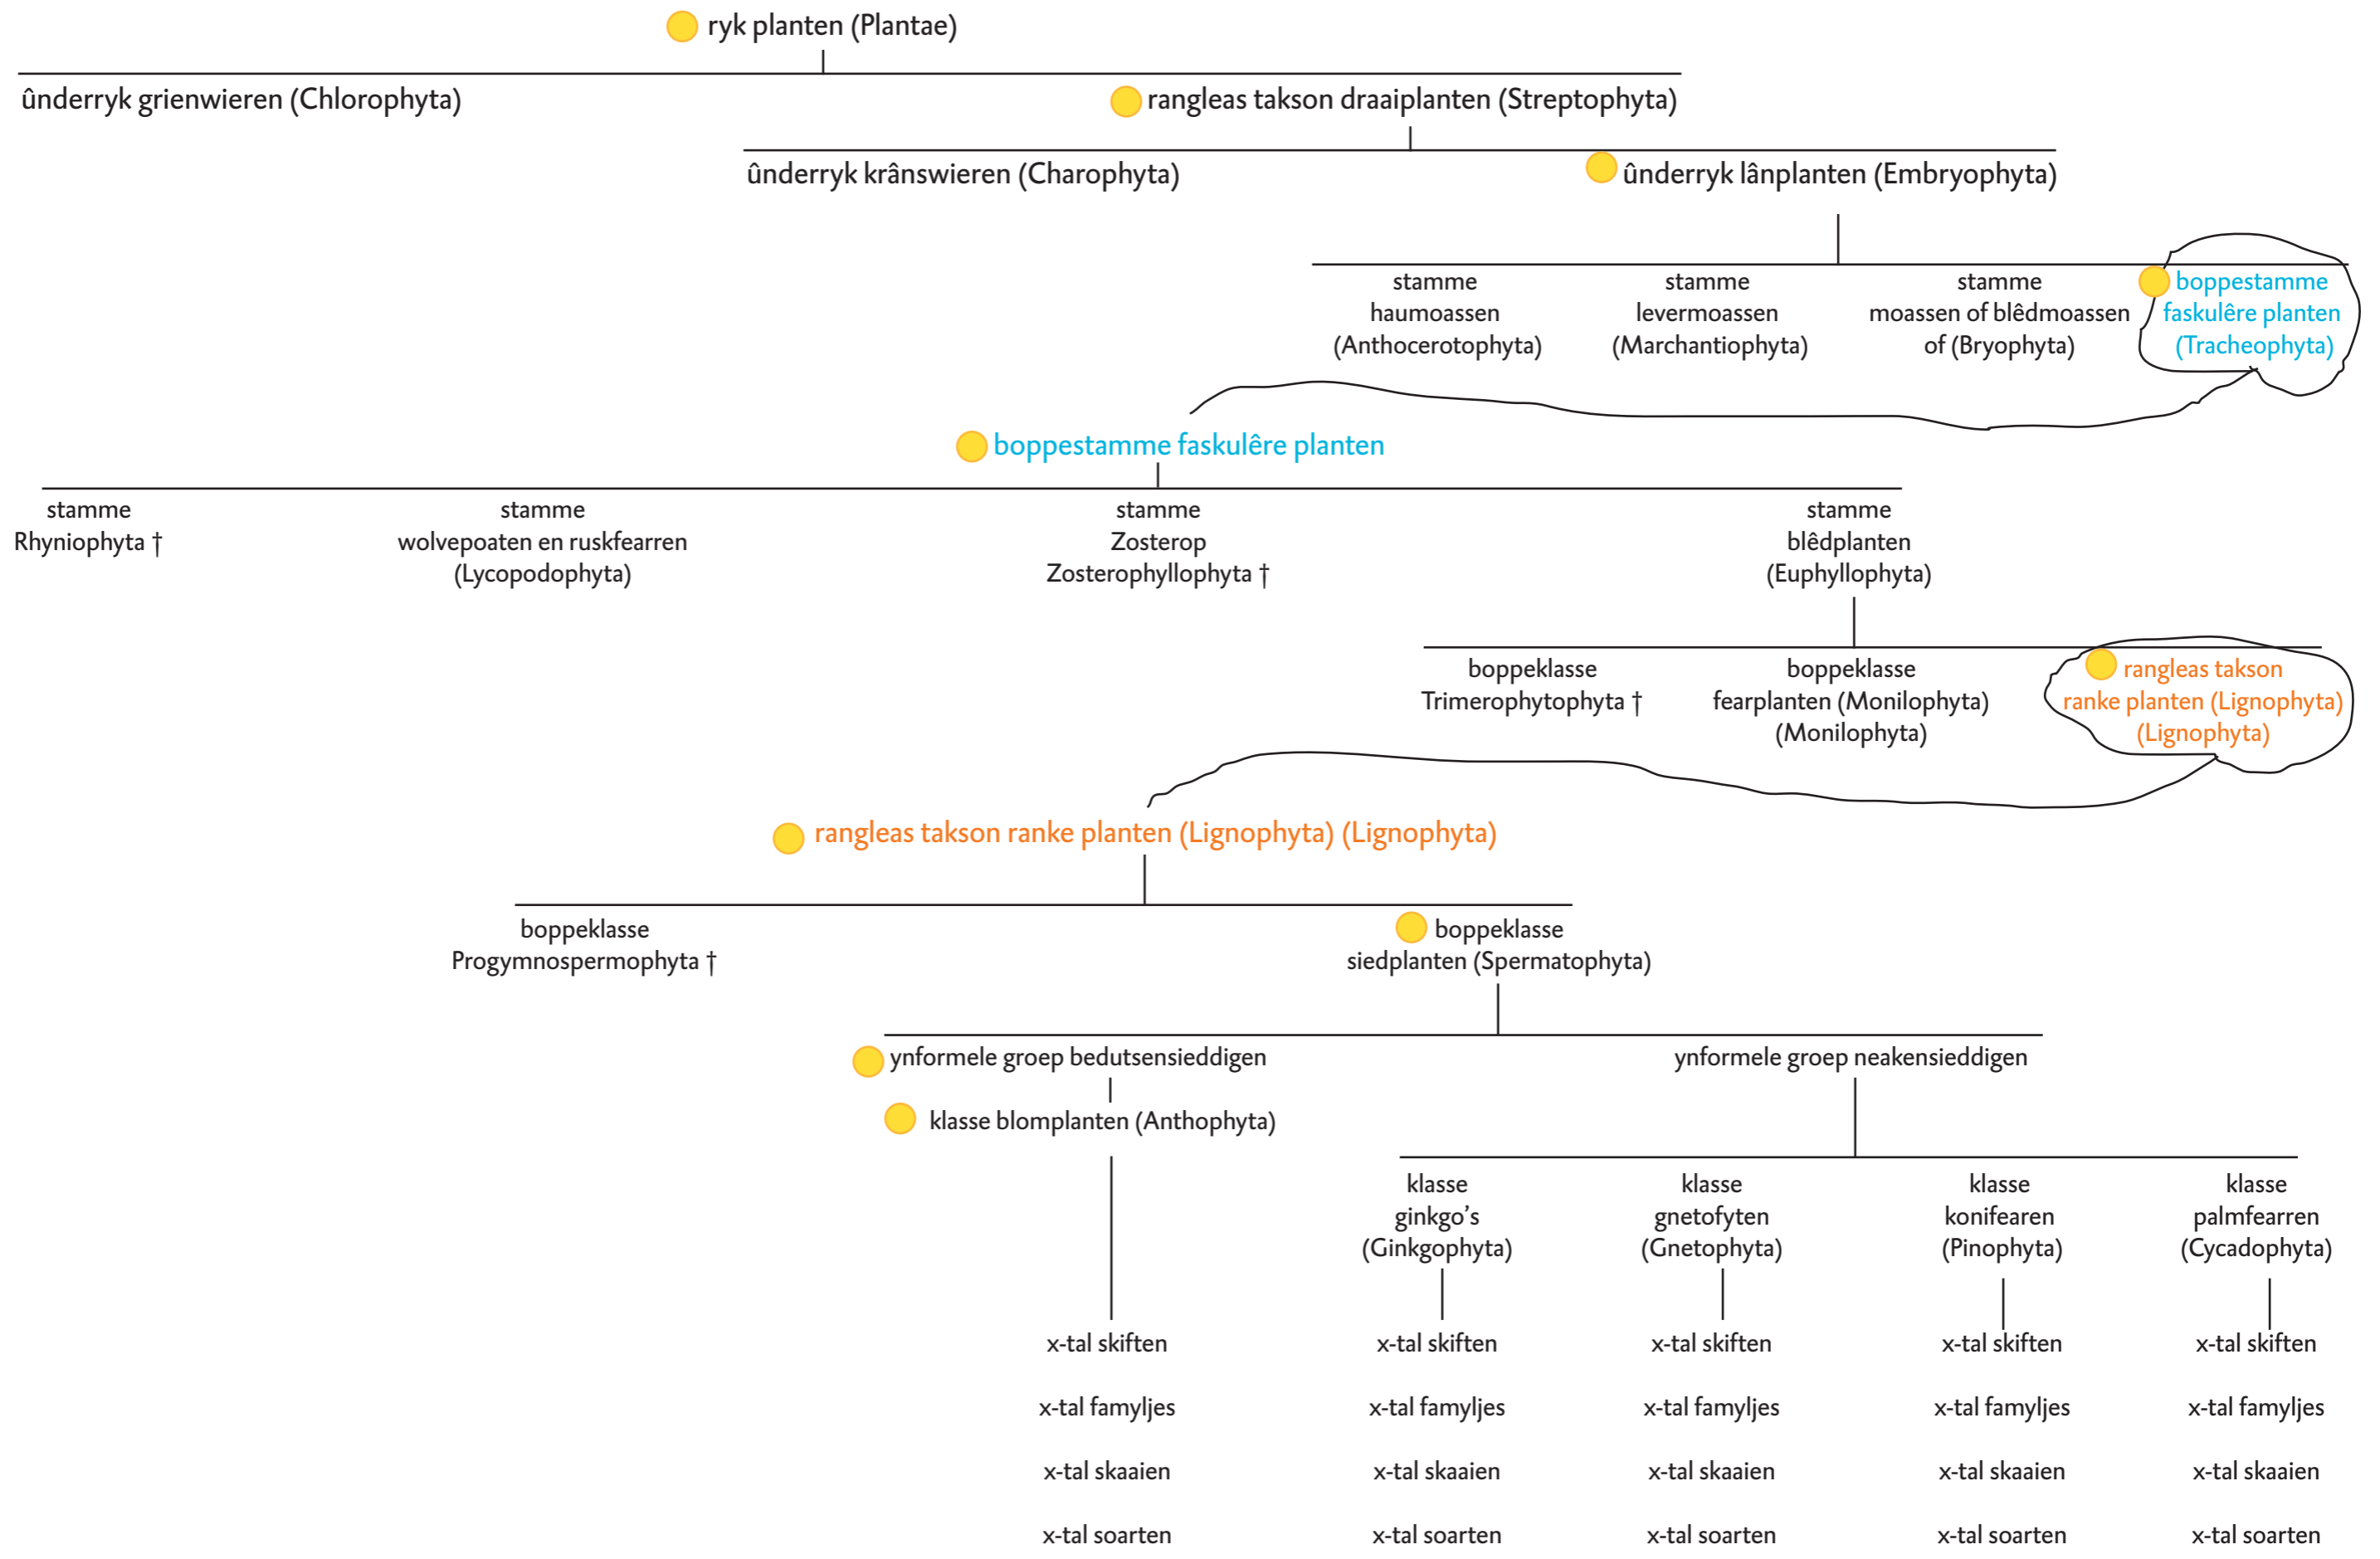 ryk planten (Plantae)
ûnderryk grienwieren (Chlorophyta)
rangleas takson draaiplanten (Streptophyta)
ûnderryk krânswieren (Charophyta)
ûnderryk lânplanten (Embryophyta)
stamme
haumoassen
(Anthocerotophyta)
stamme
levermoassen
(Marchantiophyta)
stamme
moassen of blêdmoassen
of (Bryophyta)
boppestamme
faskulêre planten
(Tracheophyta)
boppestamme faskulêre planten
stamme
Rhyniophyta †
stamme
wolvepoaten en ruskfearren
(Lycopodophyta)
stamme
Zosterop
Zosterophyllophyta †
stamme
blêdplanten
(Euphyllophyta)
boppeklasse
Trimerophytophyta †
boppeklasse
fearplanten (Monilophyta)
(Monilophyta)
rangleas takson
ranke planten (Lignophyta)
(Lignophyta)
rangleas takson ranke planten (Lignophyta) (Lignophyta)
boppeklasse
Progymnospermophyta †
boppeklasse
siedplanten (Spermatophyta)
ynformele groep bedutsensieddigen
ynformele groep neakensieddigen
klasse blomplanten (Anthophyta)
klasse
ginkgo's
(Ginkgophyta)
klasse
gnetofyten
(Gnetophyta)
klasse
konifearen
(Pinophyta)
klasse
palmfearren
(Cycadophyta)
x-tal skiften
x-tal skiften
x-tal skiften
x-tal skiften
x-tal skiften
x-tal famyljes
x-tal famyljes
x-tal famyljes
x-tal famyljes
x-tal famyljes
x-tal skaaien
x-tal skaaien
x-tal skaaien
x-tal skaaien
x-tal skaaien
x-tal soarten
x-tal soarten
x-tal soarten
x-tal soarten
x-tal soarten